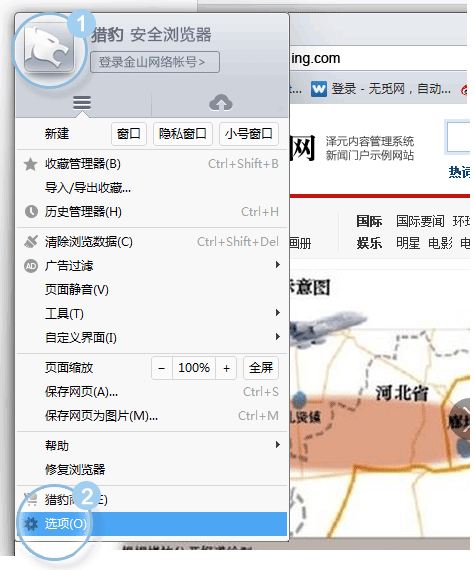 1
猎豹 安全浏览器
登录金山网络帐号>
ing.com
t...
登录 - 无觅网，自动...
新建 窗口 隐私窗口 小号窗口
网
泽元内容管理系统
新闻门户示例网站
收藏管理器(B) Ctrl+Shift+B
热词
导入/导出收藏...
历史管理器(H) Ctrl+H
国际 国际要闻 环球
清除浏览数据(C) Ctrl+Shift+Del
画册
娱乐 明星 电影
AD 广告过滤
页面静音(V)
示意图
工具(T)
自定义界面(I)
页面缩放 − 100% + 全屏
保存网页(A)... Ctrl+S
河北省
保存网页为图片(M)... Ctrl+M
帮助
修复浏览器
2
猎豹 E)
选项(O)